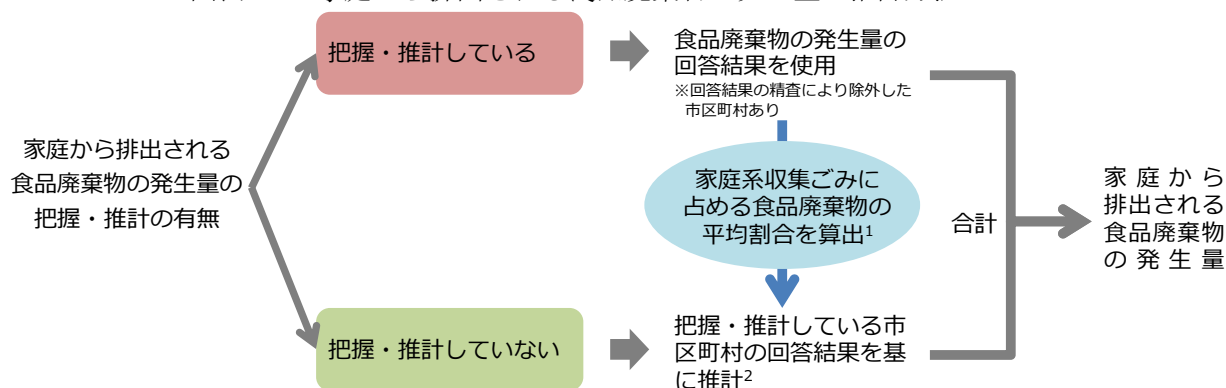 把握・推計している
食品廃棄物の発生量の
回答結果を使用
※回答結果の精査により除外した
市区町村あり
家庭から排出される
食品廃棄物の発生量の
把握・推計の有無
家庭系収集ごみに
占める食品廃棄物の
平均割合を算出¹
合計
家庭から
排出される
食品廃棄物
の発生量
把握・推計していない
把握・推計している市
区町村の回答結果を基
に推計²